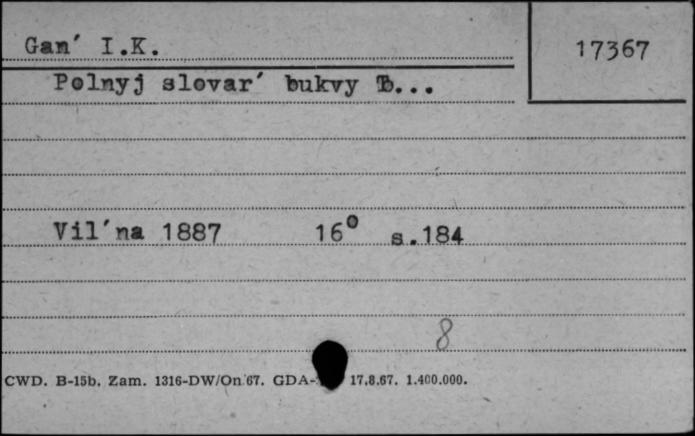 Gan´ I.K.
17367
Polnyj slovar´ bukvy Ѣ...
Vil´na 1887 16⁰ s.184
8
CWD. B-15b. Zam. 1316-DW/On 67. GDA- 17.8.67. 1.400.000.